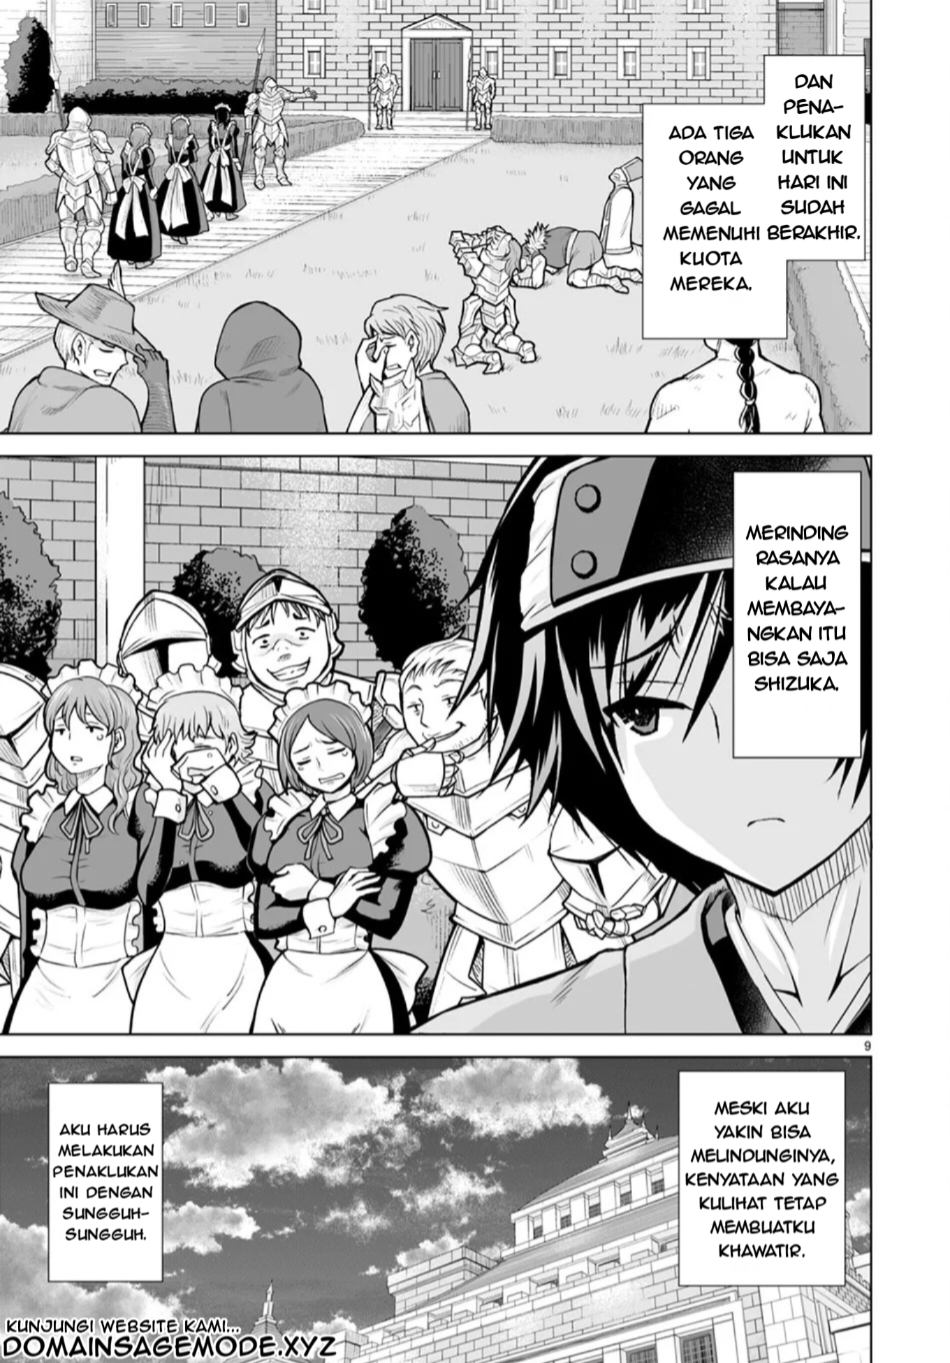 DAN
PENA-
KLUKAN
UNTUK
HARI INI
SUDAH
BERAKHIR.
ADA TIGA
ORANG
YANG
GAGAL
MEMENUHI
KUOTA
MEREKA.
MERINDING
RASANYA
KALAU
MEMBAYA-
NGKAN ITU
BISA SAJA
SHIZUKA.
9
MESKI AKU
YAKIN BISA
MELINDUNGINYA,
KENYATAAN YANG
KULIHAT TETAP
MEMBUATKU
KHAWATIR.
AKU HARUS
MELAKUKAN
PENAKLUKAN
INI DENGAN
SUNGGUH-
SUNGGUH.
KUNJUNGI WEBSITE KAMI...
DOMAINSAGEMODE.XYZ